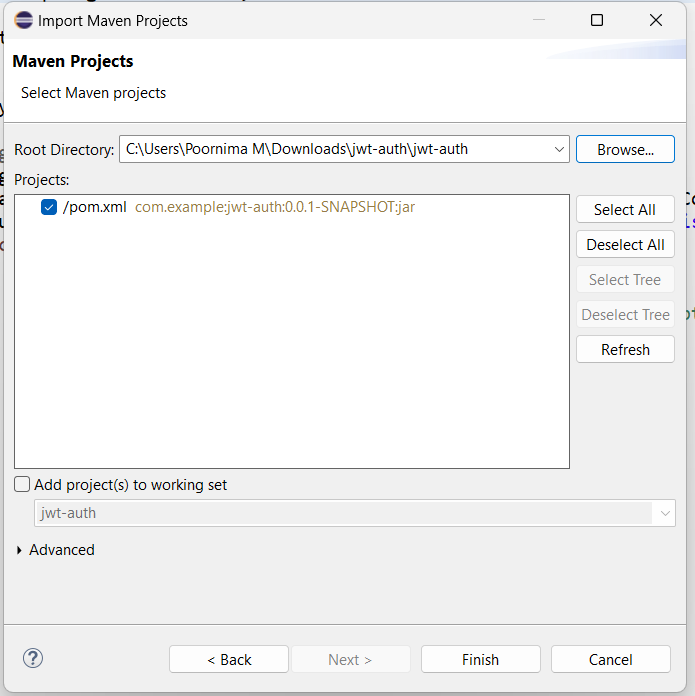 Import Maven Projects
Maven Projects
Select Maven projects
Root Directory: C:\Users\Poornima M\Downloads\jwt-auth\jwt-auth Browse...
Projects:
/pom.xml com.example:jwt-auth:0.0.1-SNAPSHOT:jar
Select All
Deselect All
Select Tree
Deselect Tree
Refresh
Add project(s) to working set
jwt-auth
Advanced
? < Back Next > Finish Cancel